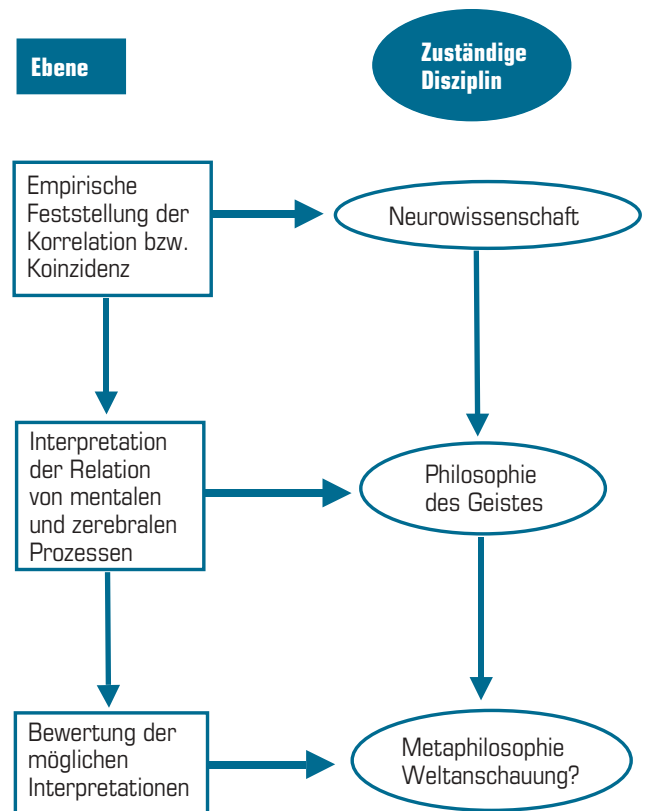 Ebene
Zuständige
Disziplin
Empirische
Feststellung der
Korrelation bzw.
Koinzidenz
Neurowissenschaft
Interpretation
der Relation
von mentalen
und zerebralen
Prozessen
Philosophie
des Geistes
Bewertung der
möglichen
Interpretationen
Metaphilosophie
Weltanschauung?